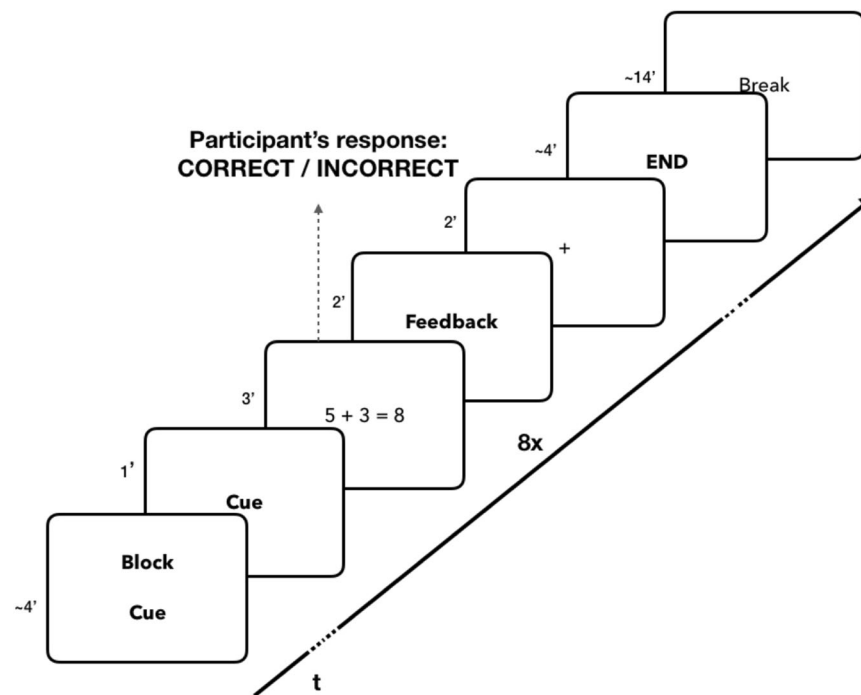 ~14’
Break
Participant’s response:
CORRECT / INCORRECT
~4’
END
2’
+
2’
Feedback
3’
5 + 3 = 8
8x
1’
Cue
Block
Cue
~4’
t